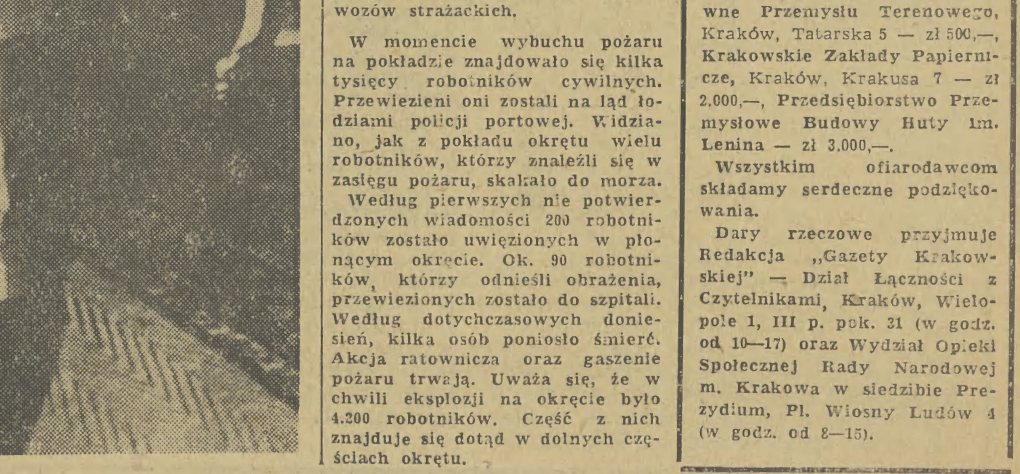 wozów strażackich.
W momencie wybuchu pożaru
na pokładzie znajdowało się kilka
tysięcy robotników cywilnych.
Przewiezieni oni zostali na ląd ło-
dziami policji portowej. Widzia-
no, jak z pokładu okrętu wielu
robotników, którzy znaleźli się w
zasięgu pożaru, skakało do morza.
Według pierwszych nie potwier-
dzonych wiadomości 200 robotni-
ków zostało uwięzionych w pło-
nącym okręcie. Ok. 90 robotni-
ków, którzy odnieśli obrażenia,
przewiezionych zostało do szpitali.
Według dotychczasowych donie-
sień, kilka osób poniosło śmierć.
Akcja ratownicza oraz gaszenie
pożaru trwają. Uważa się, że w
chwili eksplozji na okręcie było
4.200 robotników. Część z nich
znajduje się dotąd w dolnych czę-
ściach okrętu.
wne Przemysłu Terenowego,
Kraków, Tatarska 5 — zł 500,—,
Krakowskie Zakłady Papierni-
cze, Kraków, Krakusa 7 — zł
2.000,—, Przedsiębiorstwo Prze-
mysłowe Budowy Huty im.
Lenina — zł 3.000,—.
Wszystkim ofiarodawcom
składamy serdeczne podzięko-
wania.
Dary rzeczowe przyjmuje
Redakcja „Gazety Krakow-
skiej" — Dział Łączności z
Czytelnikami, Kraków, Wielo-
pole 1, III p. pok. 31 (w godz.
od 10—17) oraz Wydział Opieki
Społecznej Rady Narodowej
m. Krakowa w siedzibie Pre-
zydium, Pl. Wiosny Ludów 4
(w godz. od 8—15).